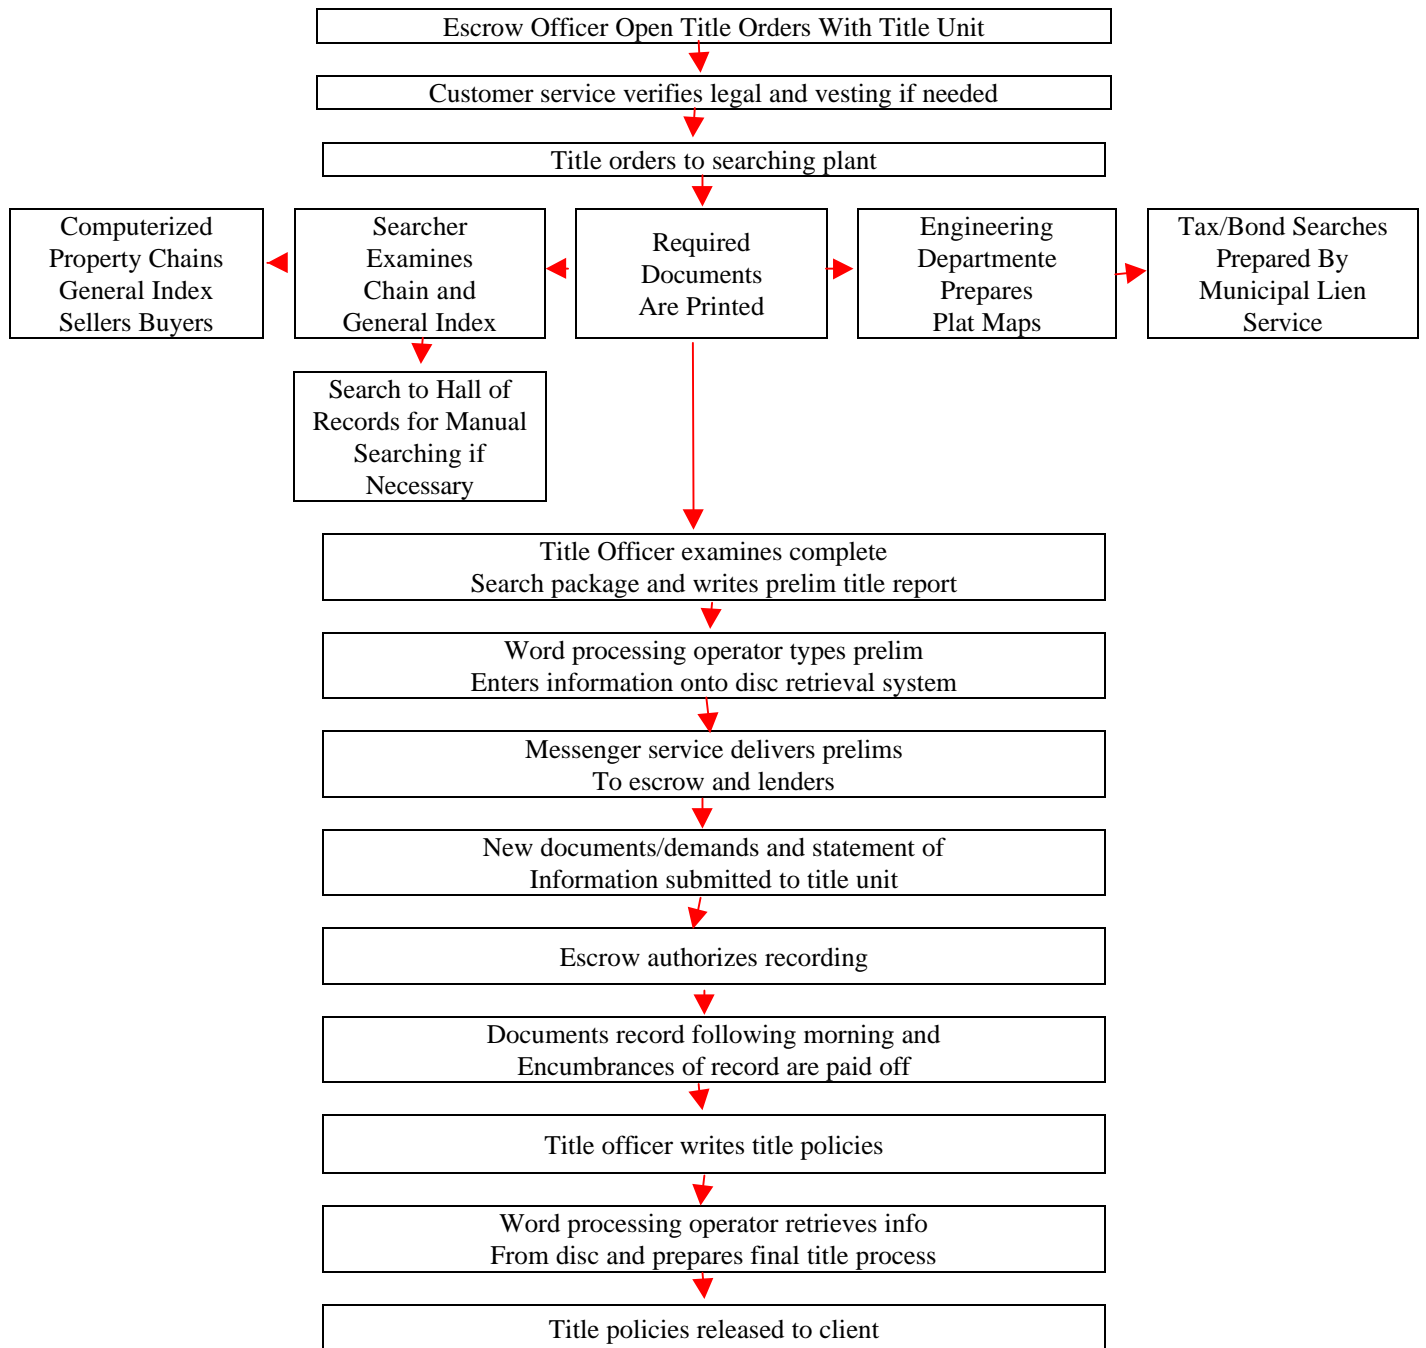 Escrow Officer Open Title Orders With Title Unit
Customer service verifies legal and vesting if needed
Title orders to searching plant
Computerized
Property Chains
General Index
Sellers Buyers
Searcher
Examines
Chain and
General Index
Required
Documents
Are Printed
Engineering
Departmente
Prepares
Plat Maps
Tax/Bond Searches
Prepared By
Municipal Lien
Service
Search to Hall of
Records for Manual
Searching if
Necessary
Title Officer examines complete
Search package and writes prelim title report
Word processing operator types prelim
Enters information onto disc retrieval system
Messenger service delivers prelims
To escrow and lenders
New documents/demands and statement of
Information submitted to title unit
Escrow authorizes recording
Documents record following morning and
Encumbrances of record are paid off
Title officer writes title policies
Word processing operator retrieves info
From disc and prepares final title process
Title policies released to client